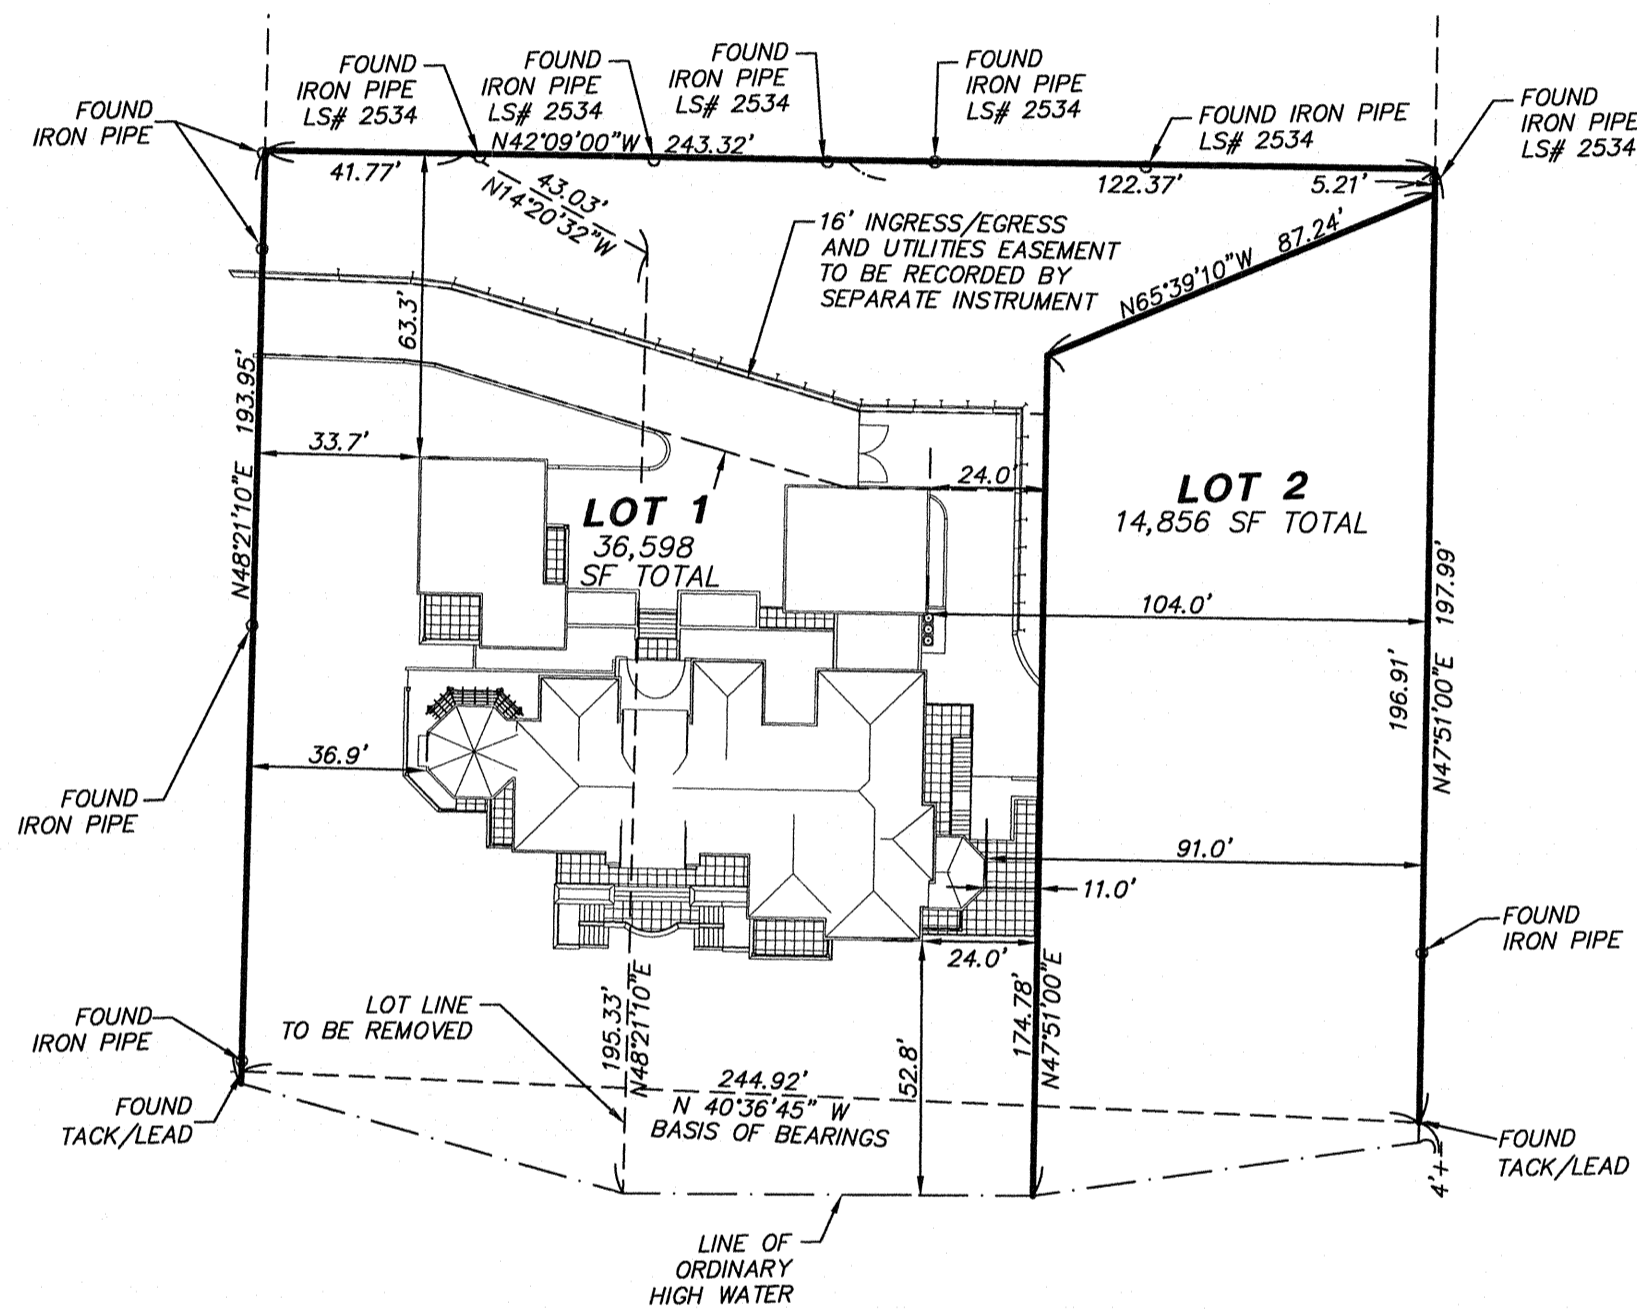 FOUND
IRON PIPE
FOUND
IRON PIPE
LS# 2534
FOUND
IRON PIPE
LS# 2534
FOUND
IRON PIPE
LS# 2534
FOUND
IRON PIPE
LS# 2534
FOUND IRON PIPE
LS# 2534
FOUND
IRON PIPE
LS# 2534
N42°09'00"W 243.32'
41.77'
43.03'
N14°20'32"W
122.37'
5.21'
16' INGRESS/EGRESS
AND UTILITIES EASEMENT
TO BE RECORDED BY
SEPARATE INSTRUMENT
N65°39'10"W 87.24'
63.3'
N48°21'10"E 193.95'
33.7'
24.0'
LOT 1
36,598
SF TOTAL
LOT 2
14,856 SF TOTAL
104.0'
196.91'
N47°51'00"E 197.99'
36.9'
FOUND
IRON PIPE
91.0'
11.0'
24.0'
FOUND
IRON PIPE
LOT LINE
TO BE REMOVED
195.33'
N48°21'10"E
52.8'
174.78'
N47°51'00"E
FOUND
IRON PIPE
244.92'
N 40°36'45" W
BASIS OF BEARINGS
FOUND
TACK/LEAD
FOUND
TACK/LEAD
4'±
LINE OF
ORDINARY
HIGH WATER